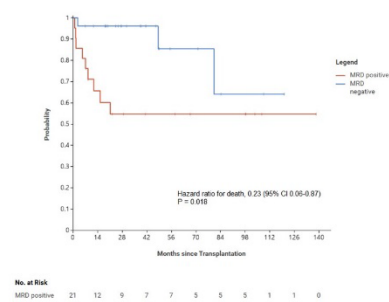 1
0.9
0.8
0.7
0.6
0.5
0.4
0.3
0.2
0.1
0
Probability
0 14 28 42 56 70 84 98 112 126 140
Months since Transplantation
Hazard ratio for death, 0.23 (95% CI 0.06-0.87)
P = 0.018
Legend
MRD positive
MRD
negative
No. at Risk
MRD positive 21 12 9 7 7 5 5 5 1 1 0